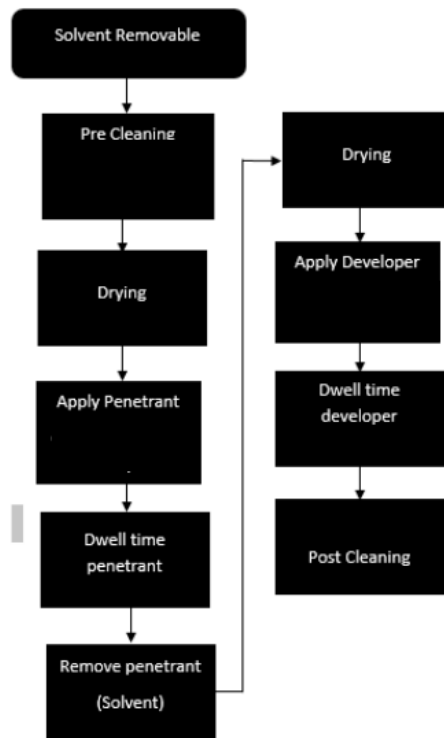 Solvent Removable
Pre Cleaning
Drying
Apply Penetrant
Dwell time
penetrant
Remove penetrant
(Solvent)
Drying
Apply Developer
Dwell time
developer
Post Cleaning